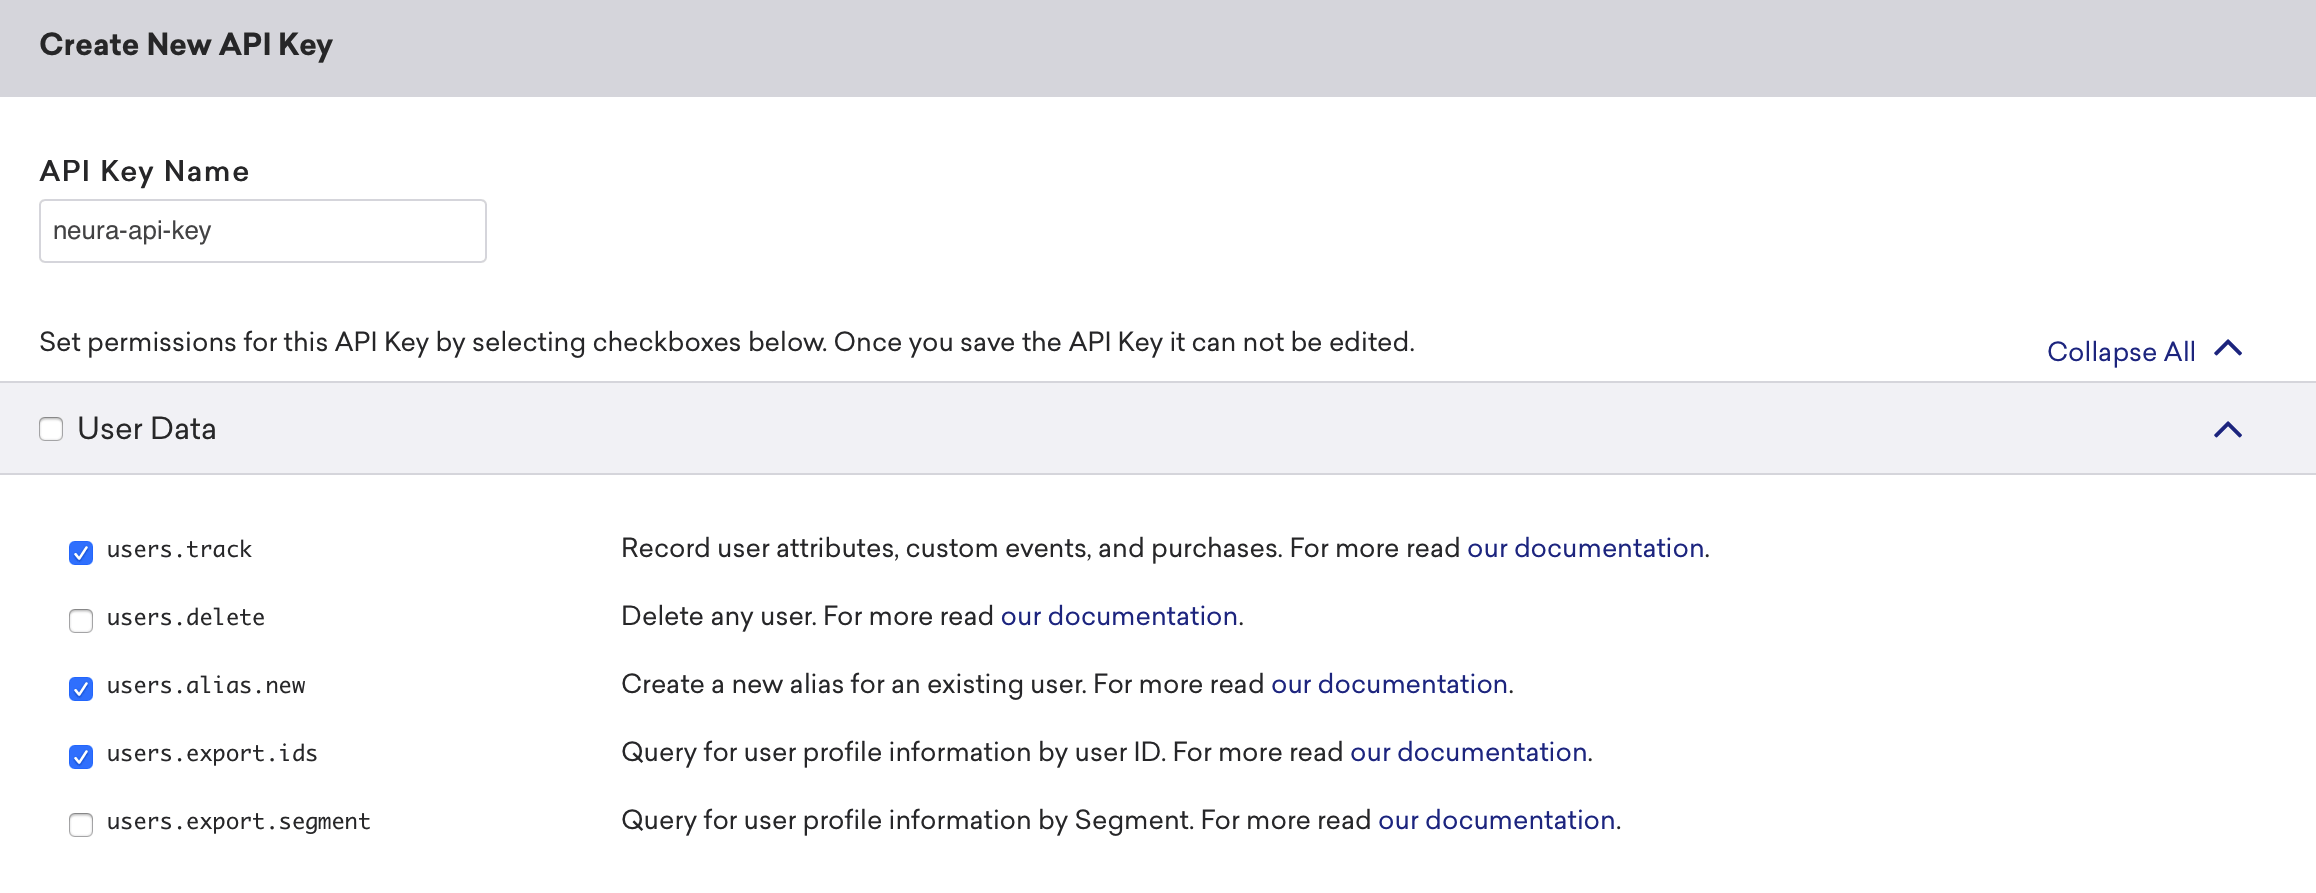 Create New API Key
API Key Name
neura-api-key
Set permissions for this API Key by selecting checkboxes below. Once you save the API Key it can not be edited.
Collapse All
User Data
users.track Record user attributes, custom events, and purchases. For more read our documentation.
users.delete Delete any user. For more read our documentation.
users.alias.new Create a new alias for an existing user. For more read our documentation.
users.export.ids Query for user profile information by user ID. For more read our documentation.
users.export.segment Query for user profile information by Segment. For more read our documentation.